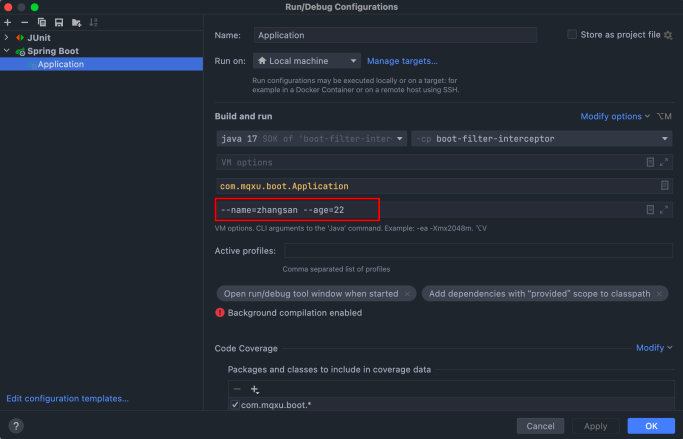 Run/Debug Configurations
JUnit
Spring Boot
Application
Name: Application
Store as project file
Run on: Local machine Manage targets...
Run configurations may be executed locally or on a target: for
example in a Docker Container or on a remote host using SSH.
Build and run
Modify options ⌥M
java 17 SDK of 'boot-filter-inter
-cp boot-filter-interceptor
VM options
com.mqxu.boot.Application
--name=zhangsan --age=22
VM options. CLI arguments to the 'Java' command. Example: -ea -Xmx2048m. ⌥V
Active profiles:
Comma separated list of profiles
Open run/debug tool window when started ×
Add dependencies with "provided" scope to classpath ×
Background compilation enabled
Code Coverage
Modify
Packages and classes to include in coverage data
com.mqxu.boot.*
Edit configuration templates...
? Cancel Apply OK